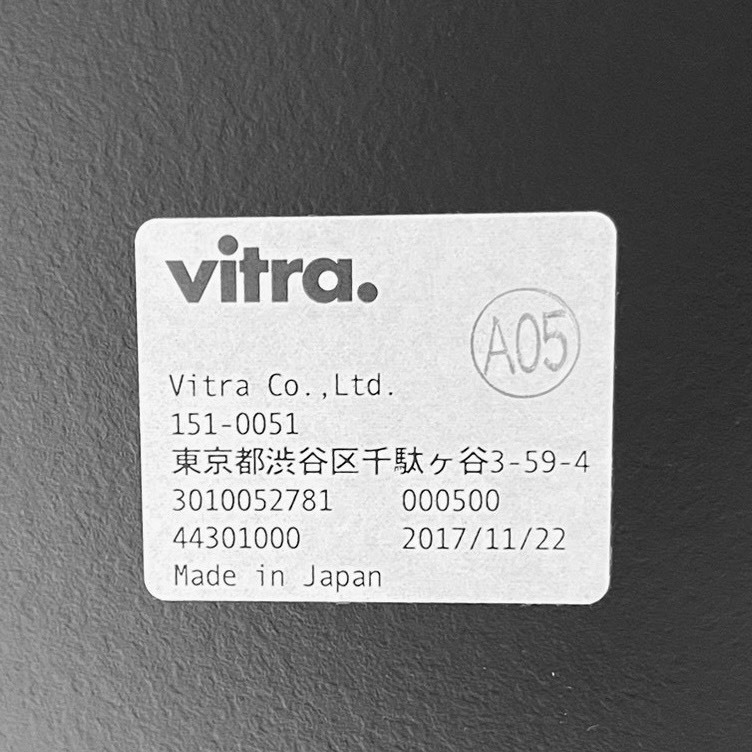 vitra.
A05
Vitra Co.,Ltd.
151-0051
東京都渋谷区千駄ヶ谷3-59-4
3010052781 000500
44301000 2017/11/22
Made in Japan